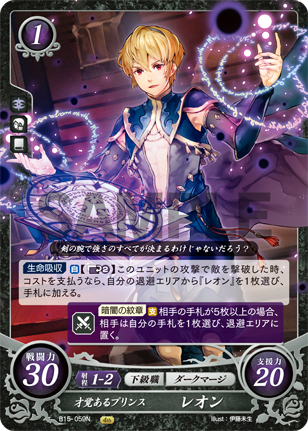 1
SAMPLE
剣の腕で強さのすべてが決まるわけじゃないだろう？
生命吸収 自【2】このユニットの攻撃で敵を撃破した時、
コストを支払うなら、自分の退避エリアから『レオン』を1枚選び、
手札に加える。
暗闇の紋章 支 相手の手札が5枚以上の場合、
相手は自分の手札を1枚選び、退避エリアに
置く。
戦闘力
30
射程 1-2 下級職 ダークマージ
支援力
20
才覚あるプリンス レオン
B15-059N
Illust：伊藤未生